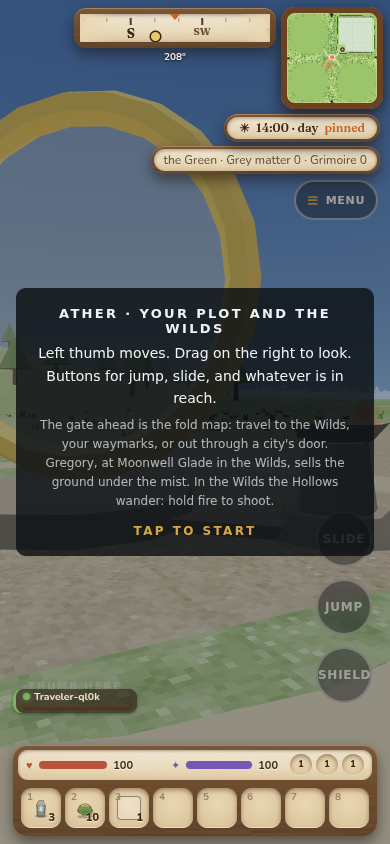 S
SW
208°
☀ 14:00 · day pinned
the Green · Grey matter 0 · Grimoire 0
≡ MENU
ATHER · YOUR PLOT AND THE
WILDS
Left thumb moves. Drag on the right to look.
Buttons for jump, slide, and whatever is in
reach.
The gate ahead is the fold map: travel to the Wilds,
your waymarks, or out through a city's door.
Gregory, at Moonwell Glade in the Wilds, sells the
ground under the mist. In the Wilds the Hollows
wander: hold fire to shoot.
TAP TO START
SLIDE
JUMP
SHIELD
THUMB HERE
Traveler-ql0k
♥ 100 ✦ 100 1 1 1
1 2 3 4 5 6 7 8
3 10 1